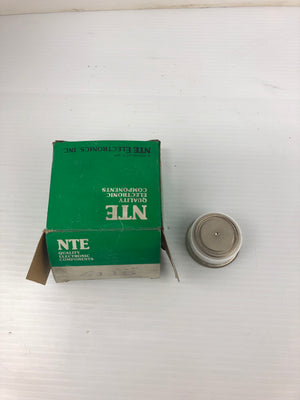 NTE ELECTRONICS, INC.
NTE
QUALITY
ELECTRONIC
COMPONENTS
NTE
QUALITY
ELECTRONIC
COMPONENTS